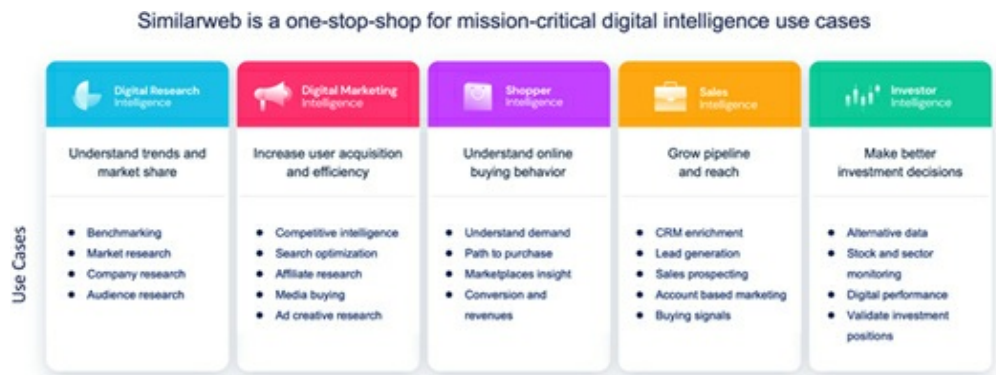 Similarweb is a one-stop-shop for mission-critical digital intelligence use cases
Digital Research
Intelligence
Digital Marketing
Intelligence
Shopper
Intelligence
Sales
Intelligence
Investor
Intelligence
Understand trends and
market share
Increase user acquisition
and efficiency
Understand online
buying behavior
Grow pipeline
and reach
Make better
investment decisions
Use Cases
Benchmarking
Market research
Company research
Audience research
Competitive intelligence
Search optimization
Affiliate research
Media buying
Ad creative research
Understand demand
Path to purchase
Marketplaces insight
Conversion and
revenues
CRM enrichment
Lead generation
Sales prospecting
Account based marketing
Buying signals
Alternative data
Stock and sector
monitoring
Digital performance
Validate investment
positions